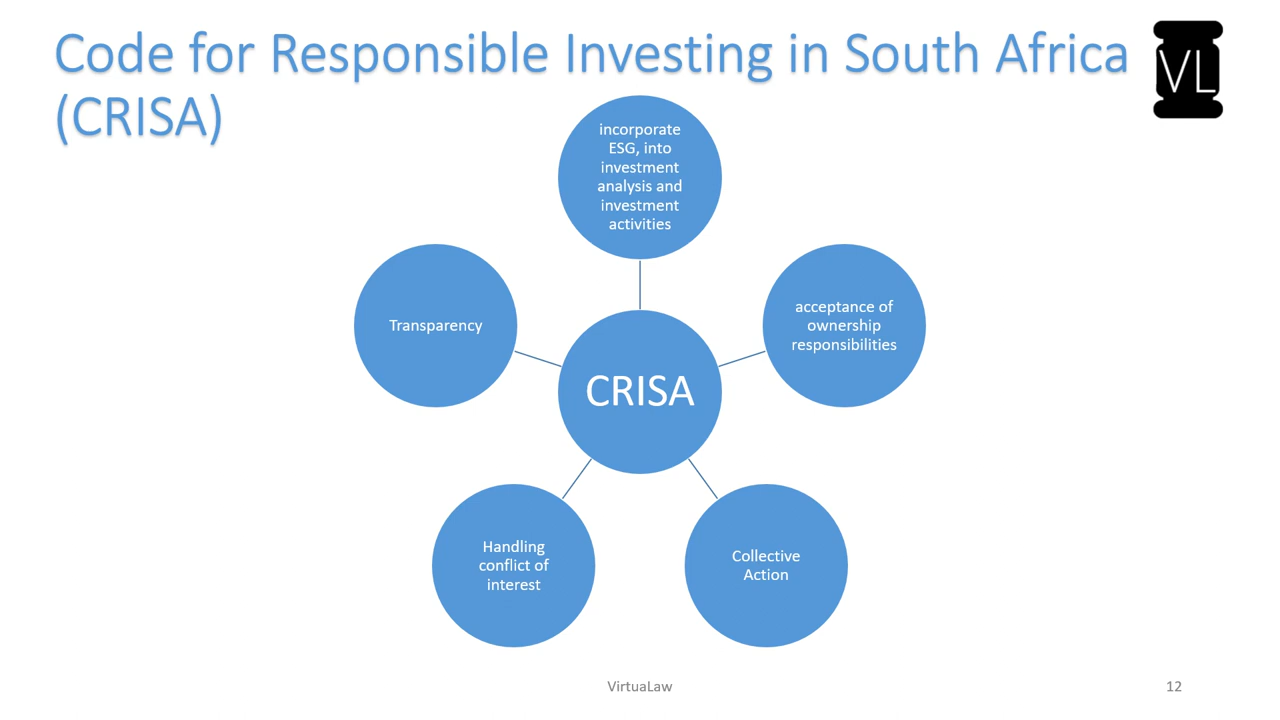 Code for Responsible Investing in South Africa
(CRISA)
VL
incorporate
ESG, into
investment
analysis and
investment
activities
Transparency
acceptance of
ownership
responsibilities
CRISA
Handling
conflict of
interest
Collective
Action
VirtuaLaw
12